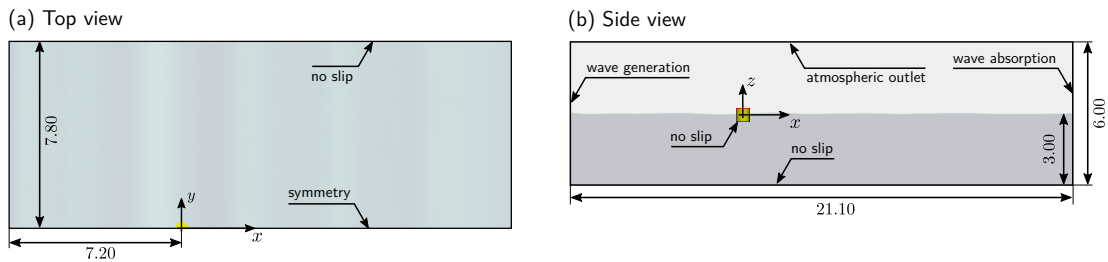 (a) Top view
no slip
7.80
symmetry
y
x
7.20
(b) Side view
wave generation
atmospheric outlet
wave absorption
z
x
no slip
no slip
3.00
6.00
21.10